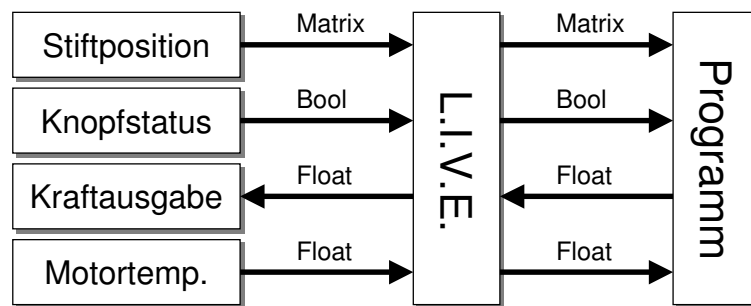 Stiftposition
Matrix
Matrix
Knopfstatus
Bool
Bool
Kraftausgabe
Float
Float
Motortemp.
Float
Float
L.I.V.E.
Programm